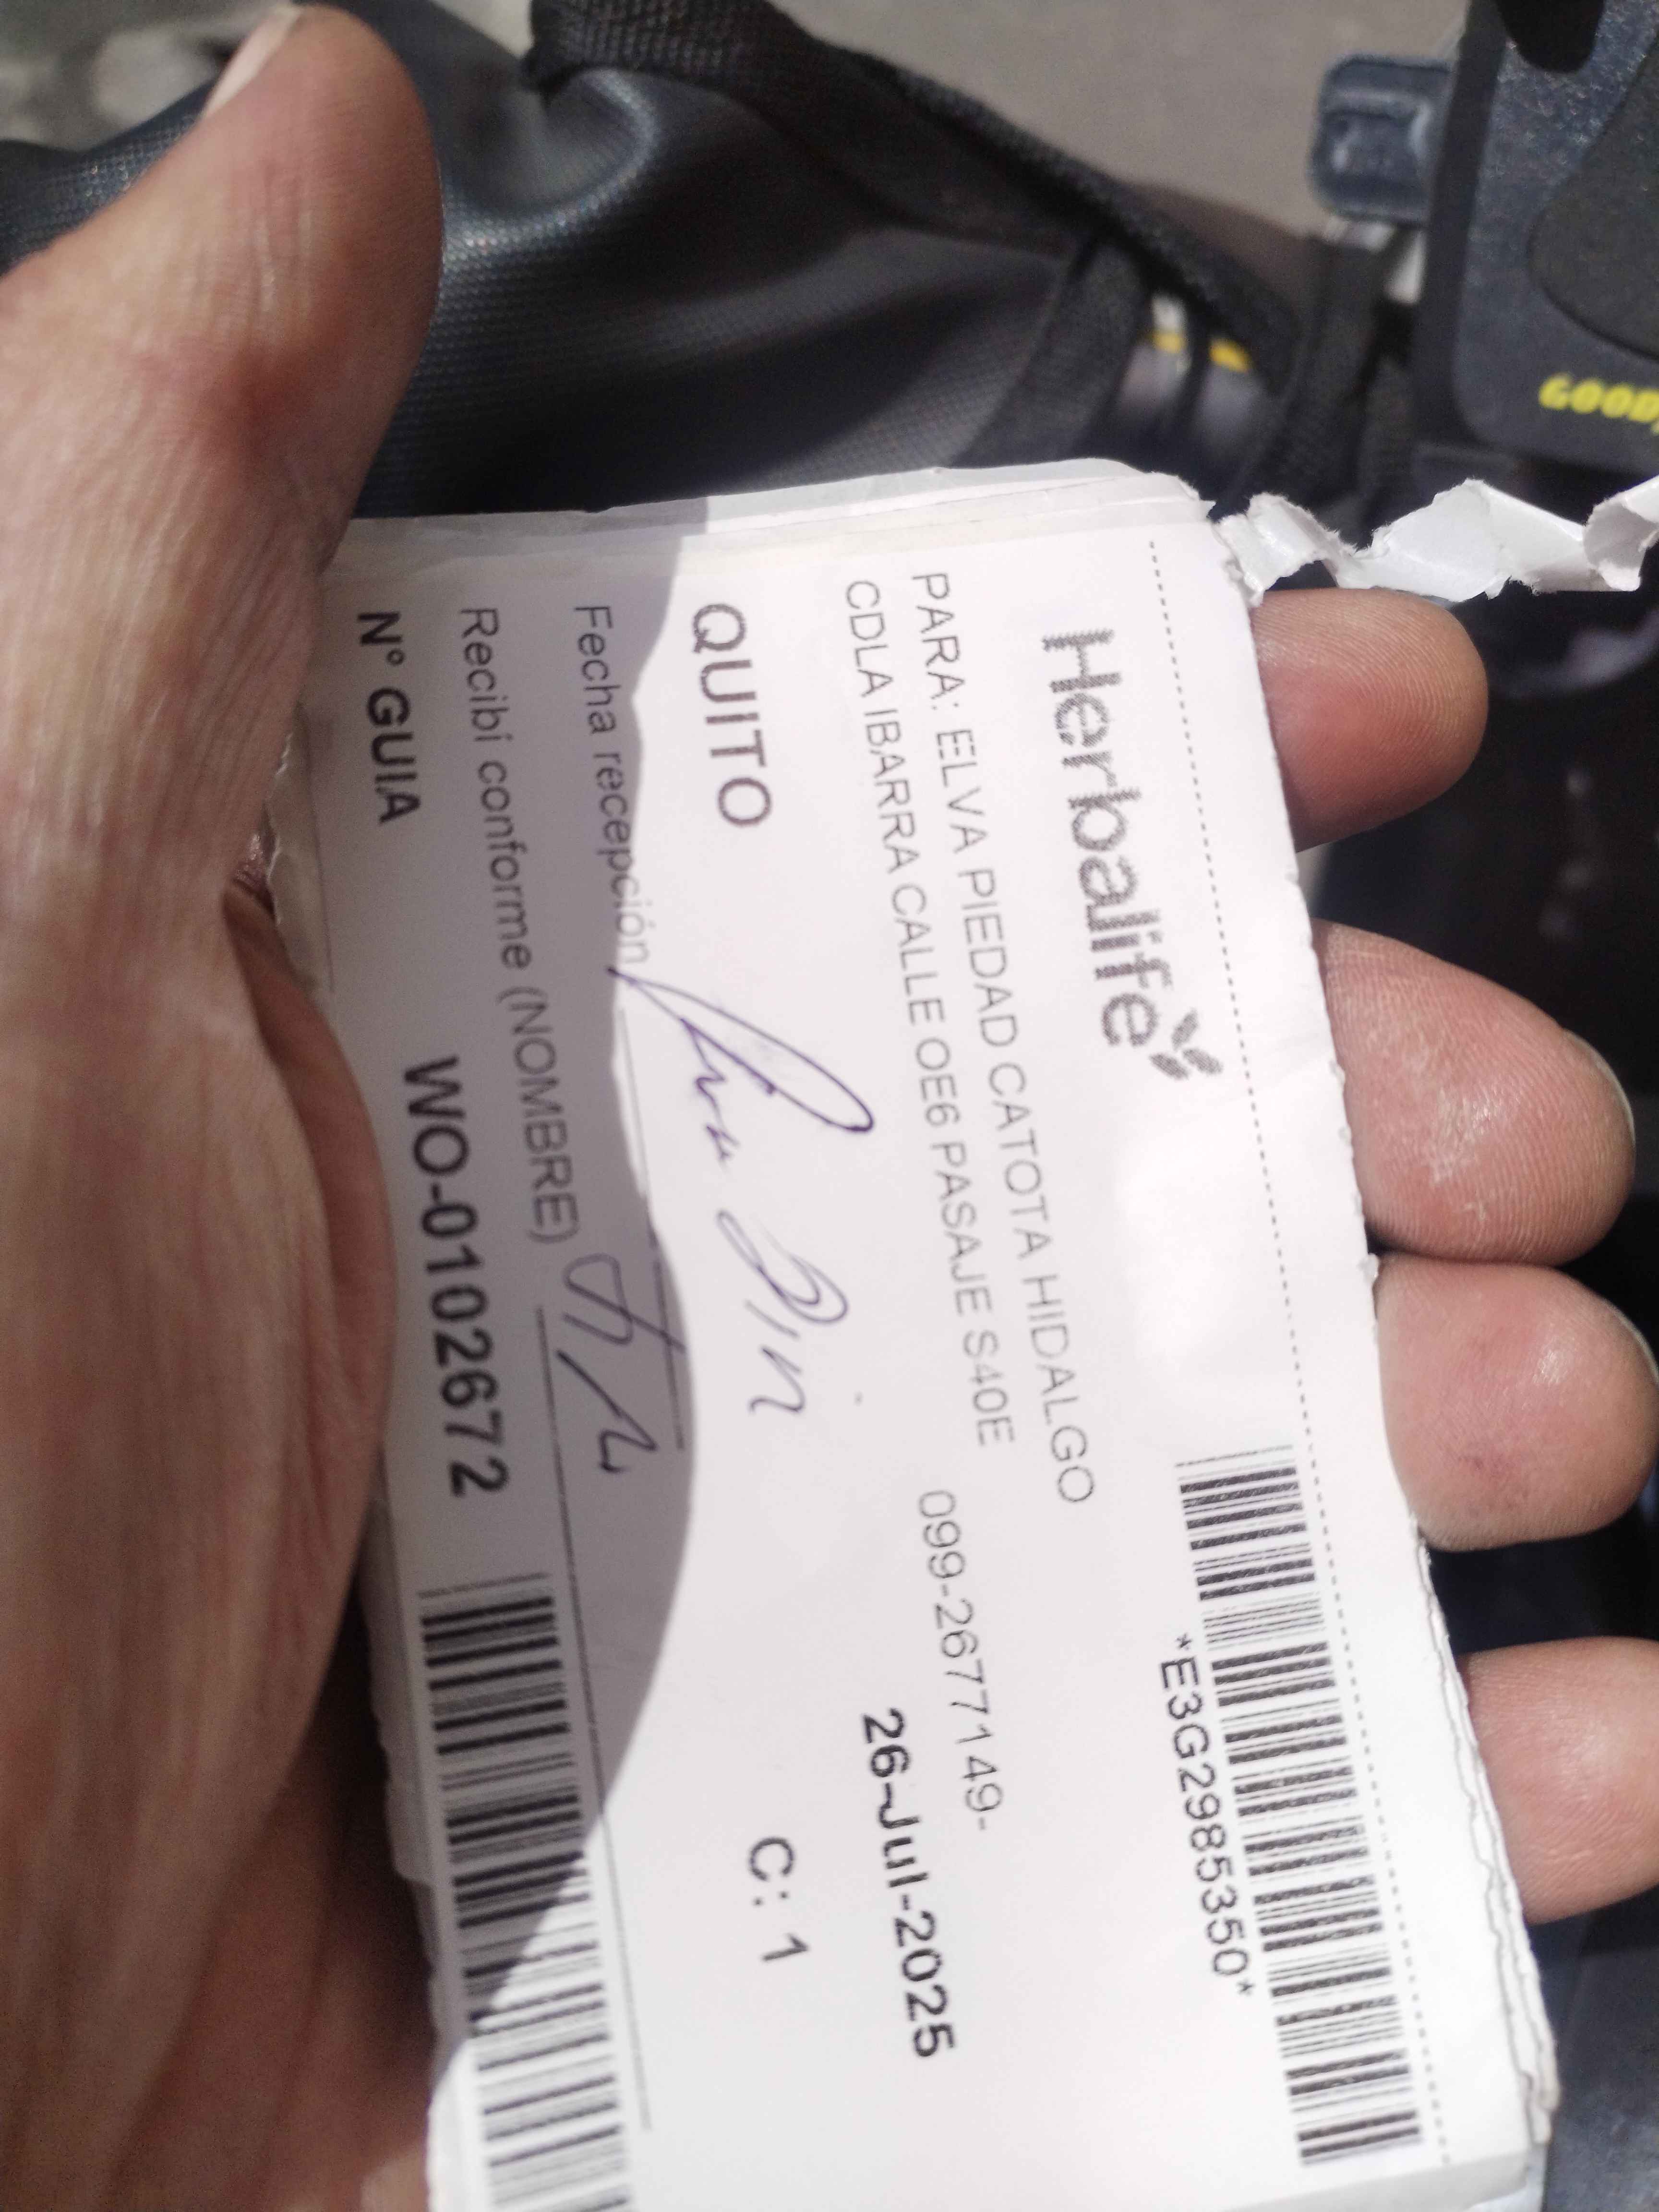 Herbalife
*E3G2985350*
PARA: ELVA PIEDAD CATOTA HIDALGO
CDLA IBARRA CALLE OE6 PASAJE S40E
099-2677149-
26-Jul-2025
QUITO
C: 1
Fecha recepción
Recibí conforme (NOMBRE)
N° GUIA WO-0102672
GOOD